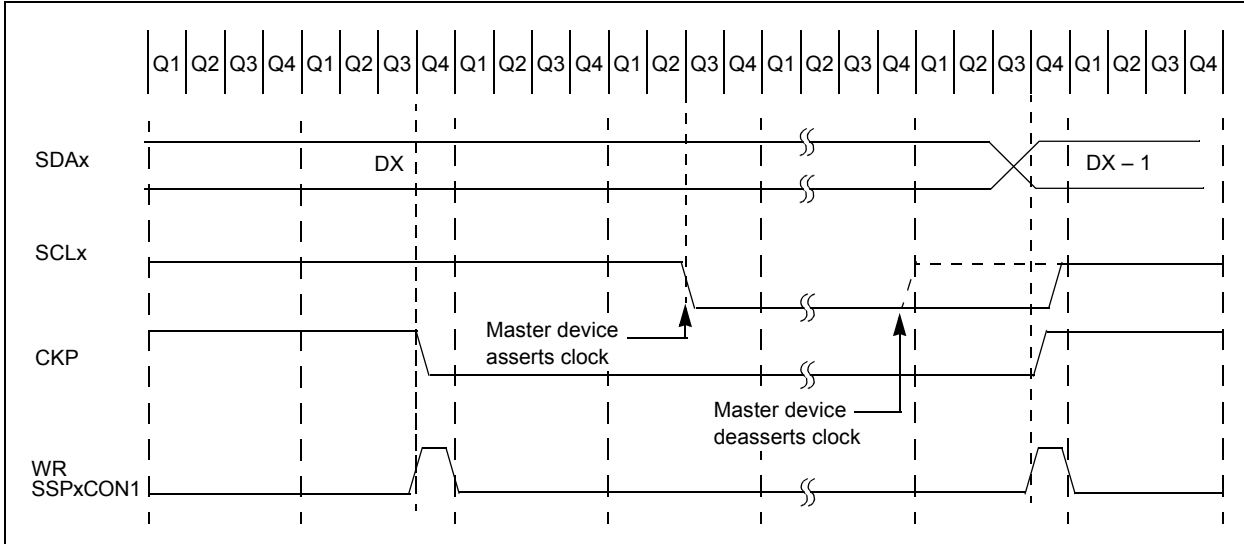 Q1 Q2 Q3 Q4 Q1 Q2 Q3 Q4 Q1 Q2 Q3 Q4 Q1 Q2 Q3 Q4 Q1 Q2 Q3 Q4 Q1 Q2 Q3 Q4 Q1 Q2 Q3 Q4
SDAx
DX
DX – 1
SCLx
Master device
asserts clock
CKP
Master device
deasserts clock
WR
SSPxCON1